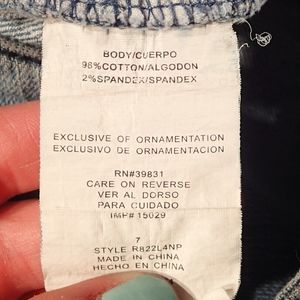 BODY/CUERPO
98%COTTON/ALGODON
2%SPANDEX/SPANDEX
EXCLUSIVE OF ORNAMENTATION
EXCLUSIVO DE ORNAMENTACION
RN#39831
CARE ON REVERSE
VER AL DORSO
PARA CUIDADO
IMP# 15029
7
STYLE R822L4NP
MADE IN CHINA
HECHO EN CHINA